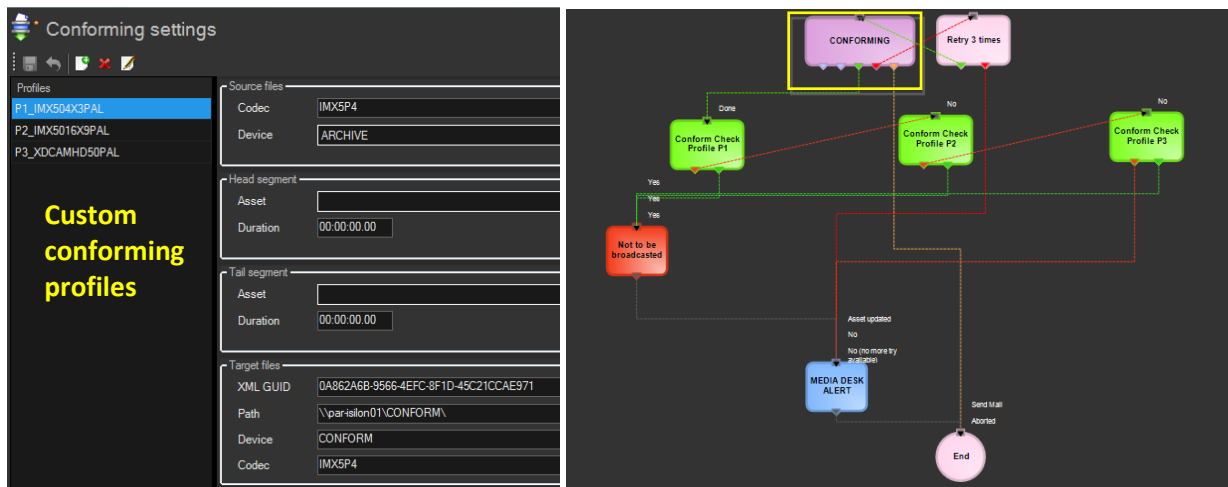 Conforming settings
Profiles
P1_IMX504X3PAL
P2_IMX5016X9PAL
P3_XDCAMHD50PAL
Custom
conforming
profiles
Source files
Codec IMX5P4
Device ARCHIVE
Head segment
Asset
Duration 00:00:00.00
Tail segment
Asset
Duration 00:00:00.00
Target files
XML GUID 0A862A6B-9566-4EFC-8F1D-45C21CCAE971
Path \\par-isilon01\CONFORM\
Device CONFORM
Codec IMX5P4
CONFORMING
Retry 3 times
Done
No
No
Conform Check
Profile P1
Conform Check
Profile P2
Conform Check
Profile P3
Yes
Yes
Yes
Not to be
broadcasted
Asset updated
No
No (no more try
available)
MEDIA DESK
ALERT
Send Mail
Aborted
End